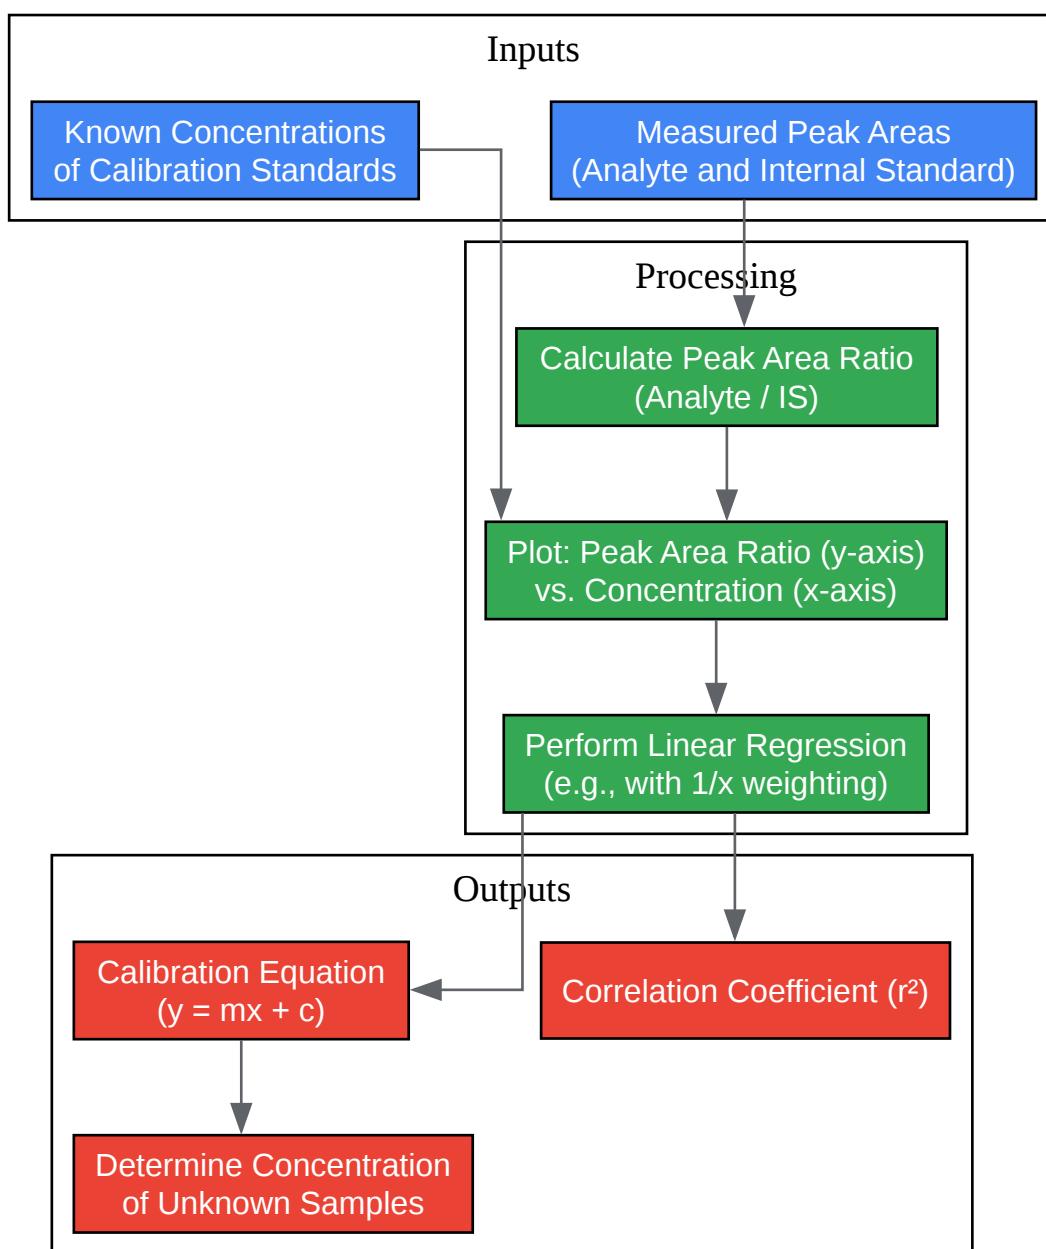 Inputs
Known Concentrations
of Calibration Standards
Measured Peak Areas
(Analyte and Internal Standard)
Processing
Calculate Peak Area Ratio
(Analyte / IS)
Plot: Peak Area Ratio (y-axis)
vs. Concentration (x-axis)
Perform Linear Regression
(e.g., with 1/x weighting)
Outputs
Calibration Equation
(y = mx + c)
Correlation Coefficient (r²)
Determine Concentration
of Unknown Samples